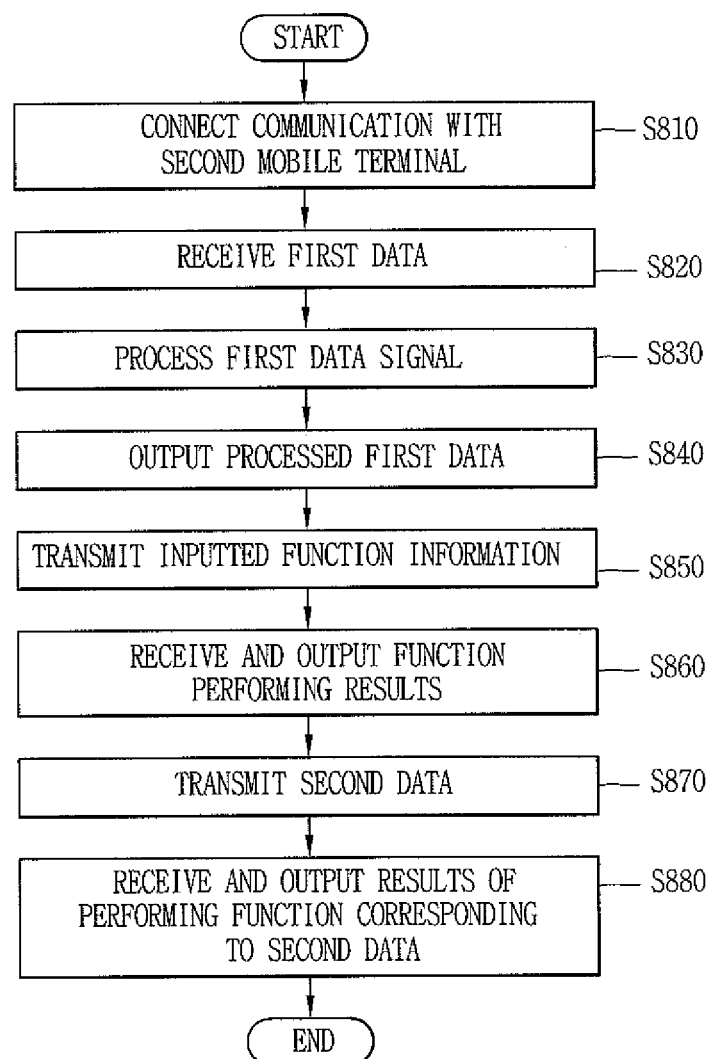 START
CONNECT COMMUNICATION WITH
SECOND MOBILE TERMINAL
S810
RECEIVE FIRST DATA
S820
PROCESS FIRST DATA SIGNAL
S830
OUTPUT PROCESSED FIRST DATA
S840
TRANSMIT INPUTTED FUNCTION INFORMATION
S850
RECEIVE AND OUTPUT FUNCTION
PERFORMING RESULTS
S860
TRANSMIT SECOND DATA
S870
RECEIVE AND OUTPUT RESULTS OF
PERFORMING FUNCTION CORRESPONDING
TO SECOND DATA
S880
END